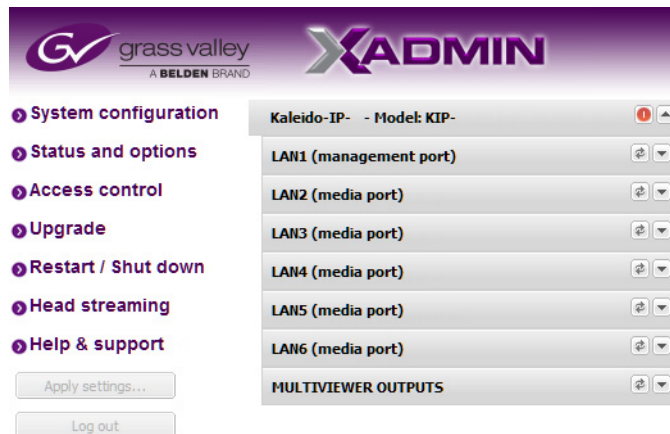 GV grass valley
A BELDEN BRAND
XADMIN
System configuration
Status and options
Access control
Upgrade
Restart / Shut down
Head streaming
Help & support
Apply settings...
Log out
Kaleido-IP- - Model: KIP-
LAN1 (management port)
LAN2 (media port)
LAN3 (media port)
LAN4 (media port)
LAN5 (media port)
LAN6 (media port)
MULTIVIEWER OUTPUTS